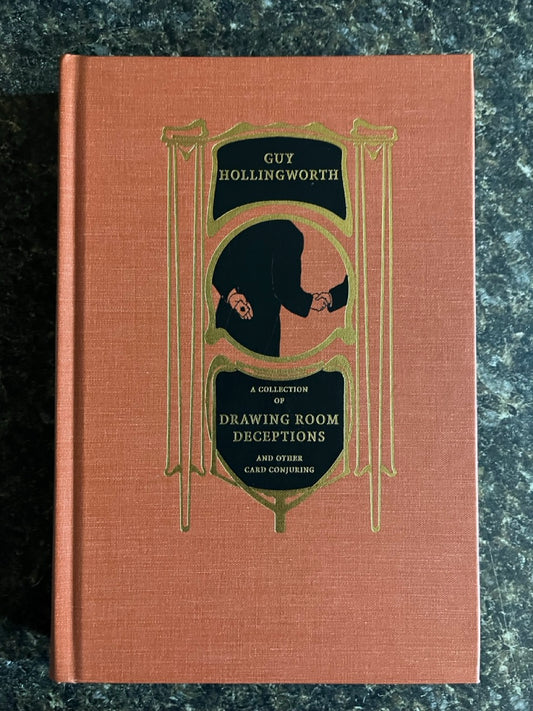 GUY
HOLLINGWORTH
A COLLECTION
OF
DRAWING ROOM
DECEPTIONS
AND OTHER
CARD CONJURING